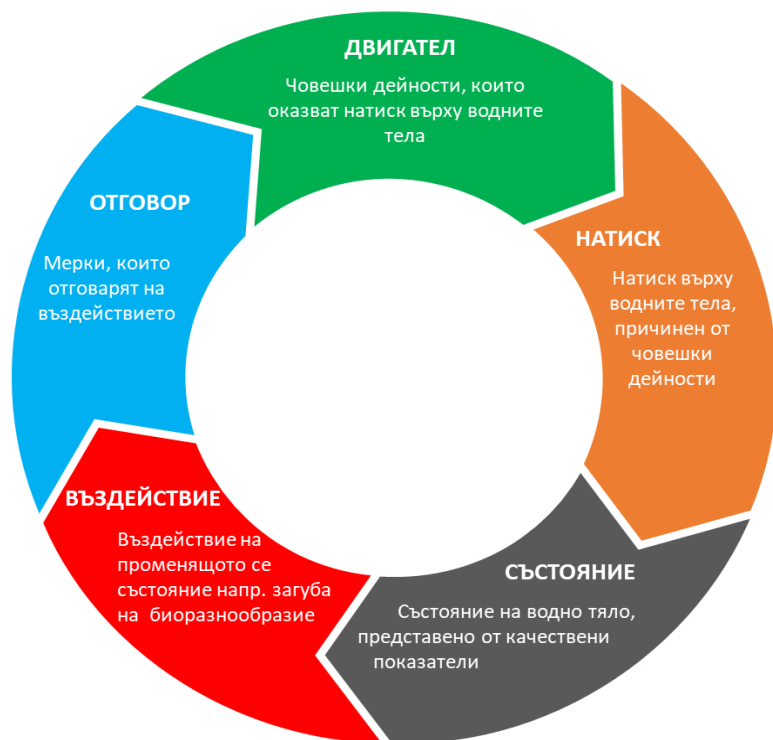 ДВИГАТЕЛ
Човешки дейности, които
оказват натиск върху водните
тела
НАТИСК
Натиск върху
водните тела,
причинен от
човешки
дейности
СЪСТОЯНИЕ
Състояние на водно тяло,
представено от качествени
показатели
ВЪЗДЕЙСТВИЕ
Въздействие на
променящото се
състояние напр. загуба
на биоразнообразие
ОТГОВОР
Мерки, които
отговарят на
въздействието